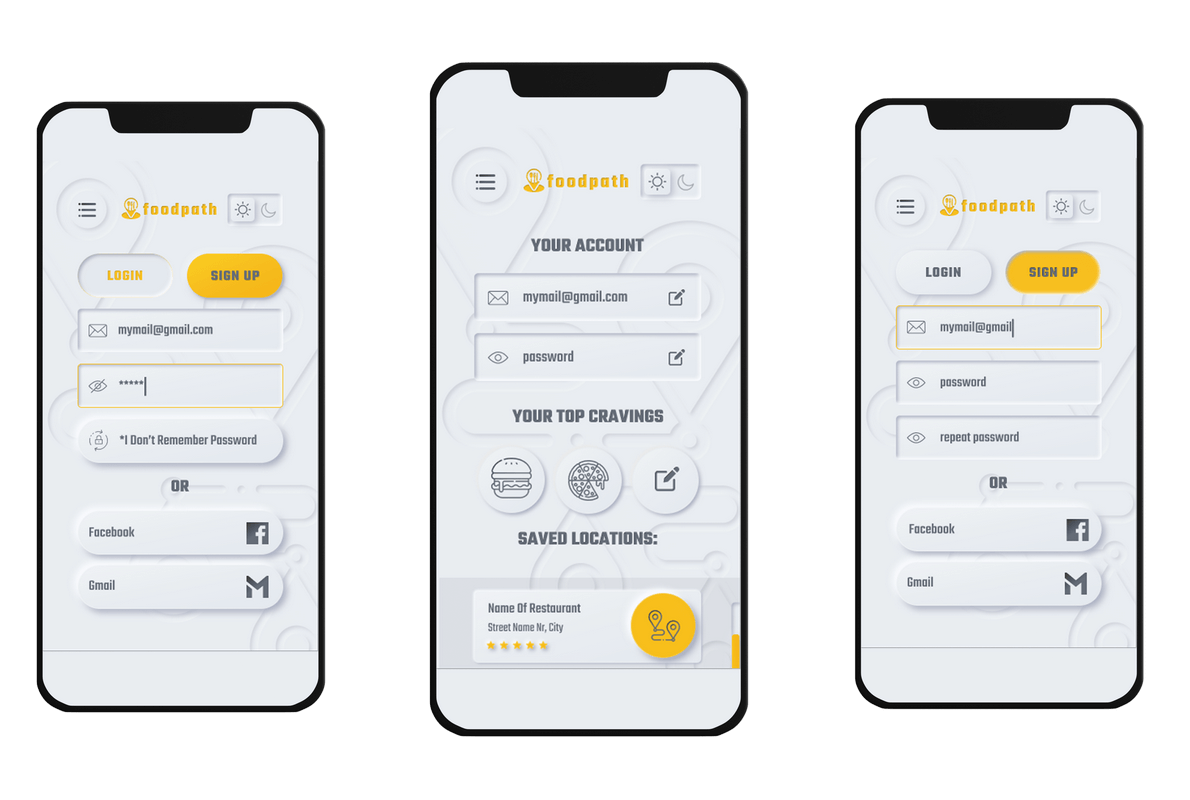 foodpath
LOGIN
SIGN UP
mymail@gmail.com
*****
*I Don't Remember Password
OR
Facebook
Gmail
foodpath
YOUR ACCOUNT
mymail@gmail.com
password
YOUR TOP CRAVINGS
SAVED LOCATIONS:
Name Of Restaurant
Street Name Nr, City
foodpath
LOGIN
SIGN UP
mymail@gmail
password
repeat password
OR
Facebook
Gmail